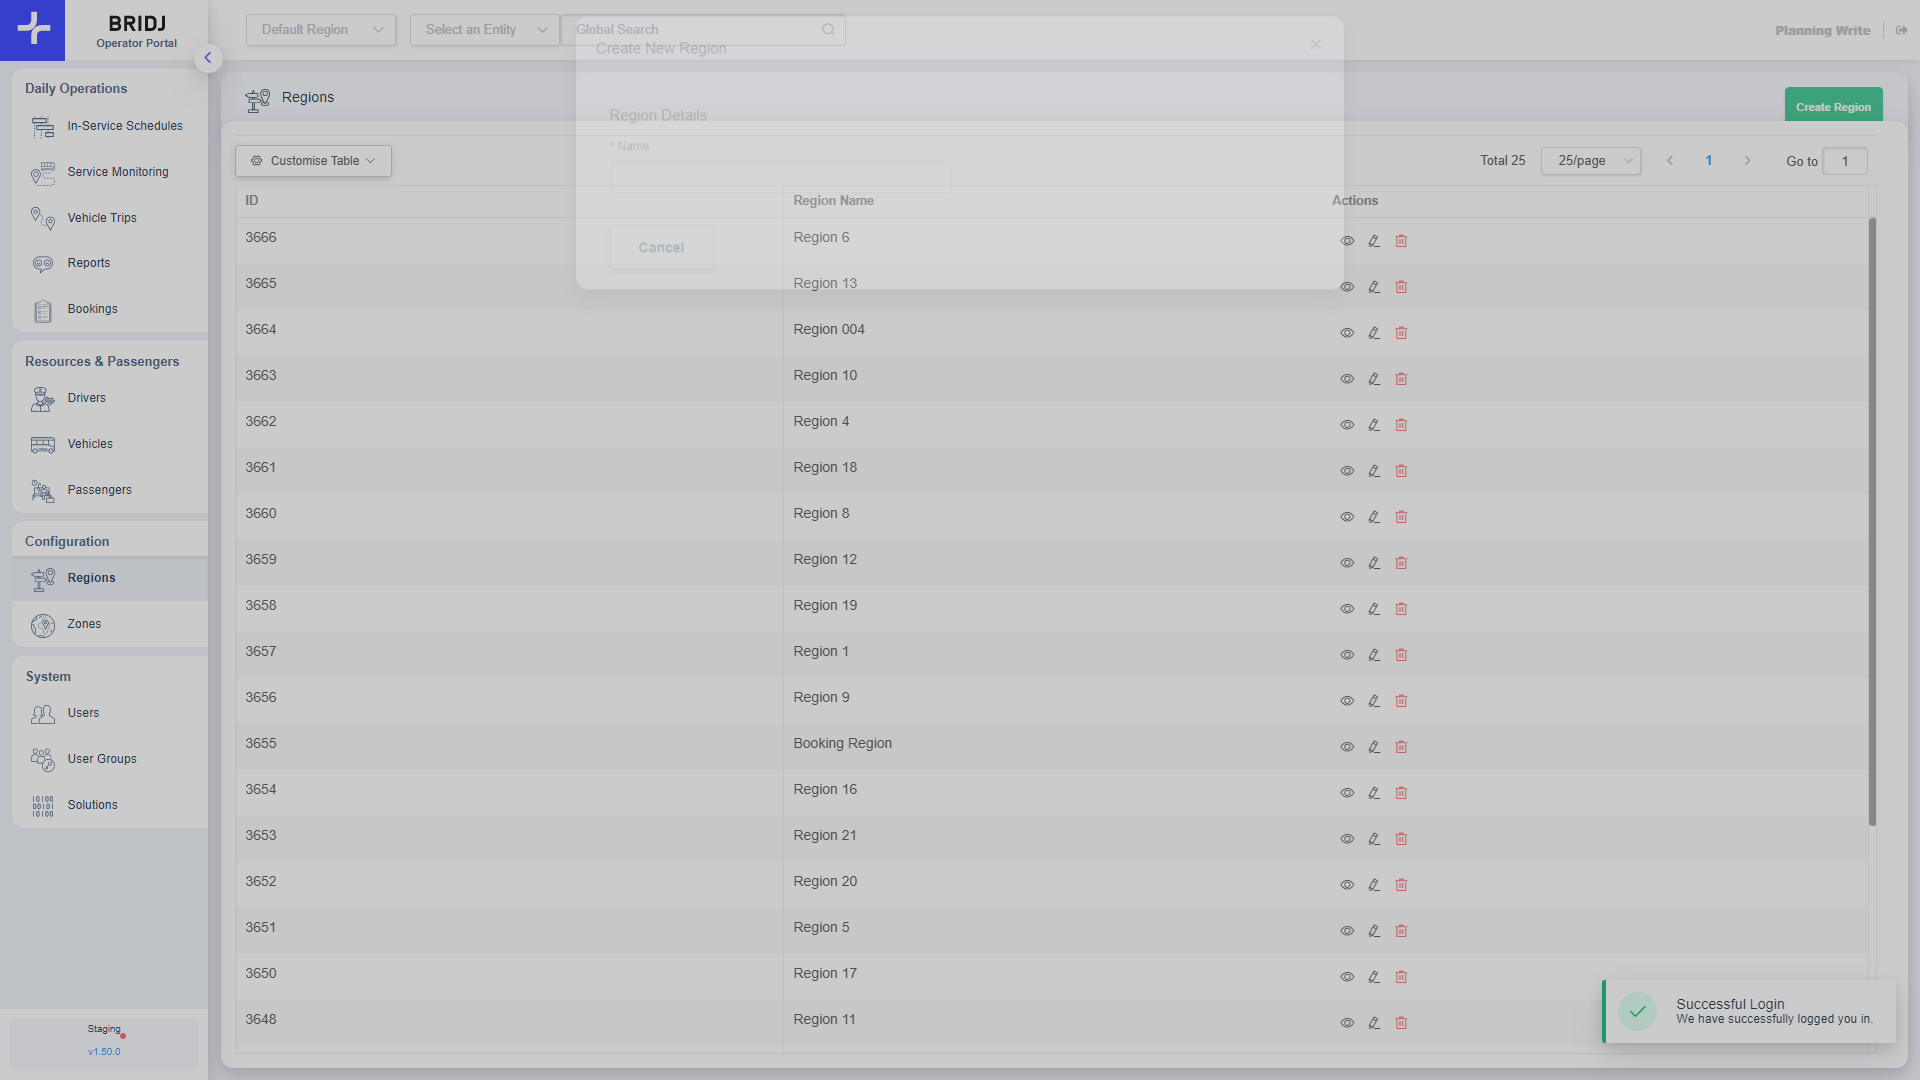 BRIDJ
Operator Portal
Default Region
Select an Entity
Global Search
Planning Write
Daily Operations
In-Service Schedules
Service Monitoring
Vehicle Trips
Reports
Bookings
Resources & Passengers
Drivers
Vehicles
Passengers
Configuration
Regions
Zones
System
Users
User Groups
Solutions
Staging
v1.50.0
Regions
Create Region
Create New Region
Region Details
* Name
Cancel
Customise Table
Total 25
25/page
1
Go to
1
ID Region Name Actions
3666 Region 6
3665 Region 13
3664 Region 004
3663 Region 10
3662 Region 4
3661 Region 18
3660 Region 8
3659 Region 12
3658 Region 19
3657 Region 1
3656 Region 9
3655 Booking Region
3654 Region 16
3653 Region 21
3652 Region 20
3651 Region 5
3650 Region 17
3648 Region 11
Successful Login
We have successfully logged you in.